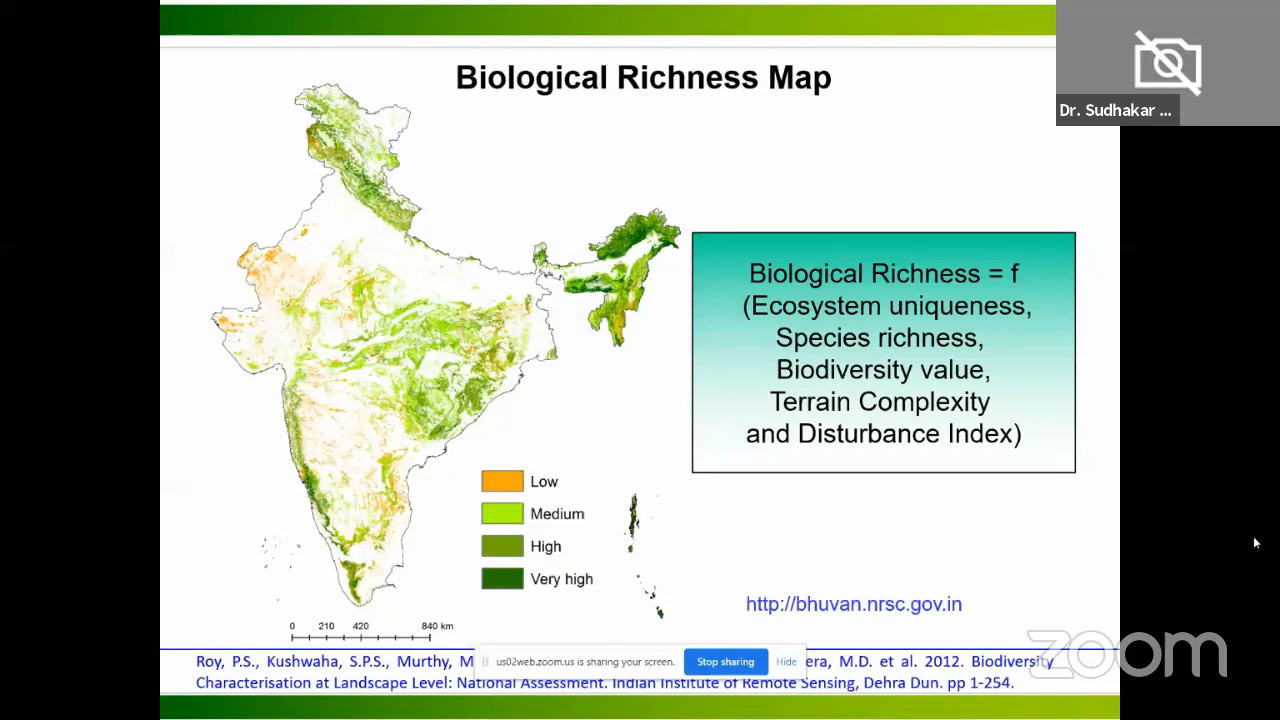 Biological Richness Map
Dr. Sudhakar ...
Biological Richness = f
(Ecosystem uniqueness,
Species richness,
Biodiversity value,
Terrain Complexity
and Disturbance Index)
Low
Medium
High
Very high
0 210 420 840 km
http://bhuvan.nrsc.gov.in
zoom
us02web.zoom.us is sharing your screen. Stop sharing Hide
Roy, P.S., Kushwaha, S.P.S., Murthy, M.D. et al. 2012. Biodiversity
Characterisation at Landscape Level: National Assessment. Indian Institute of Remote Sensing, Dehra Dun. pp 1-254.